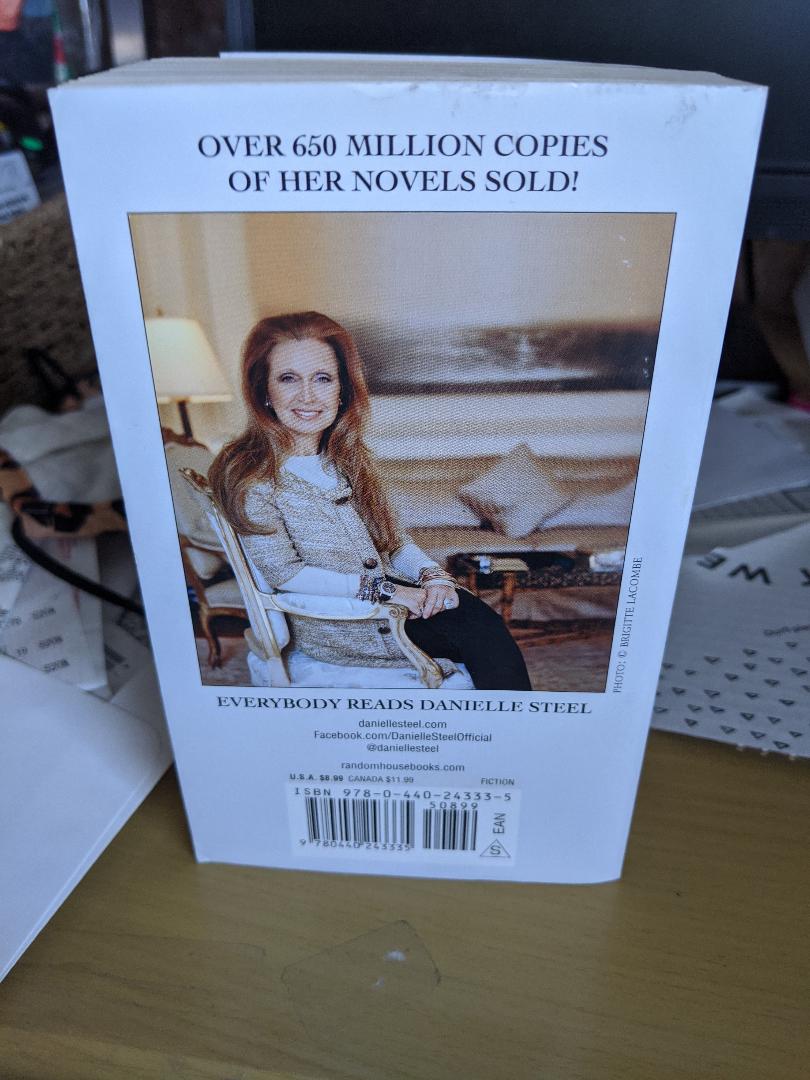 OVER 650 MILLION COPIES
OF HER NOVELS SOLD!
PHOTO: © BRIGITTE LACOMBE
EVERYBODY READS DANIELLE STEEL
daniellesteel.com
Facebook.com/DanielleSteelOfficial
@daniellesteel
randomhousebooks.com
U.S.A. $8.99 CANADA $11.99 FICTION
ISBN 978-0-440-24333-5
50899
EAN
S
9 780440 243335